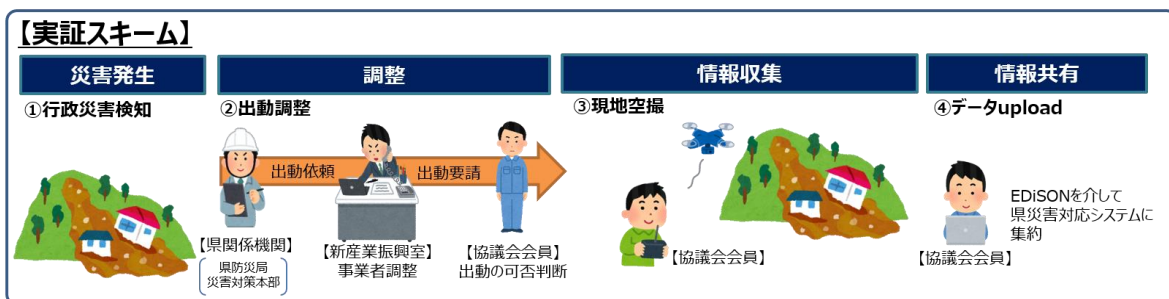 【実証スキーム】
災害発生
調整
情報収集
情報共有
①行政災害検知
②出動調整
③現地空撮
④データupload
出動依頼
出動要請
【県関係機関】
県防災局
災害対策本部
【新産業振興室】
事業者調整
【協議会会員】
出動の可否判断
【協議会会員】
EDiSONを介して
県災害対応システムに
集約
【協議会会員】